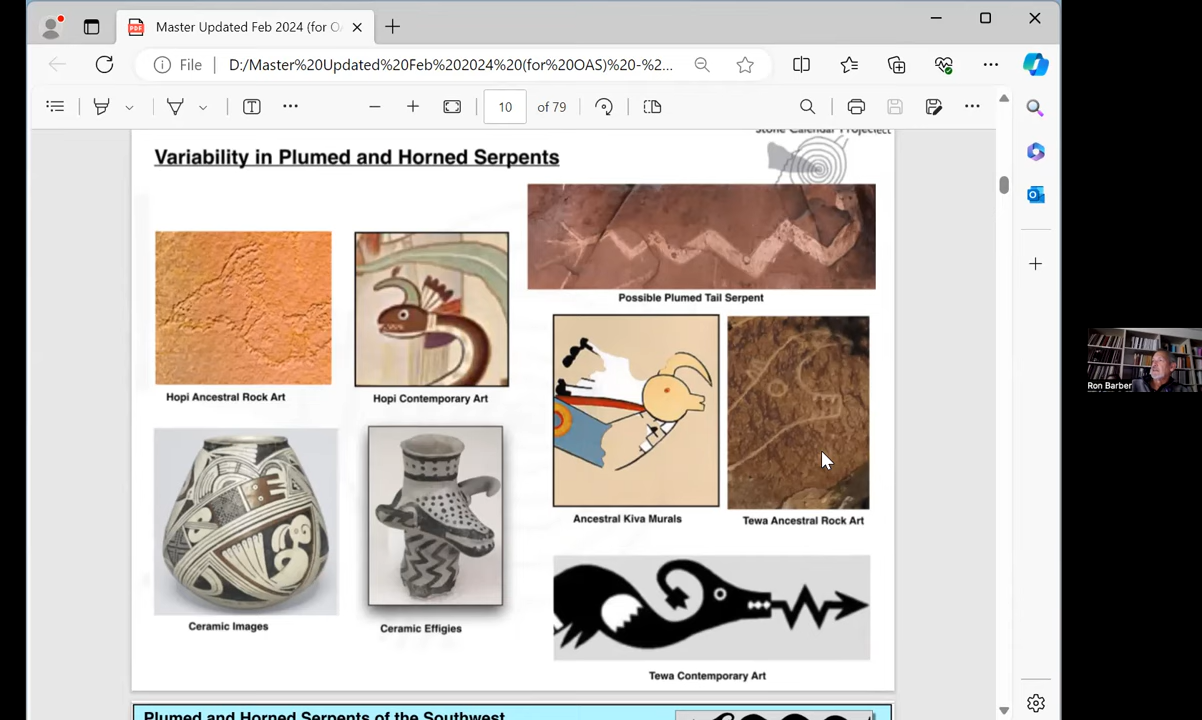 Master Updated Feb 2024 (for OA
File
D:/Master%20Updated%20Feb%202024%20(for%20OAS)%20-%2...
10
of 79
Stone Calendar Projelect
Variability in Plumed and Horned Serpents
Possible Plumed Tail Serpent
Hopi Ancestral Rock Art
Hopi Contemporary Art
Ancestral Kiva Murals
Tewa Ancestral Rock Art
Ceramic Images
Ceramic Effigies
Tewa Contemporary Art
Plumed and Horned Serpents of the Southwest
Ron Barber